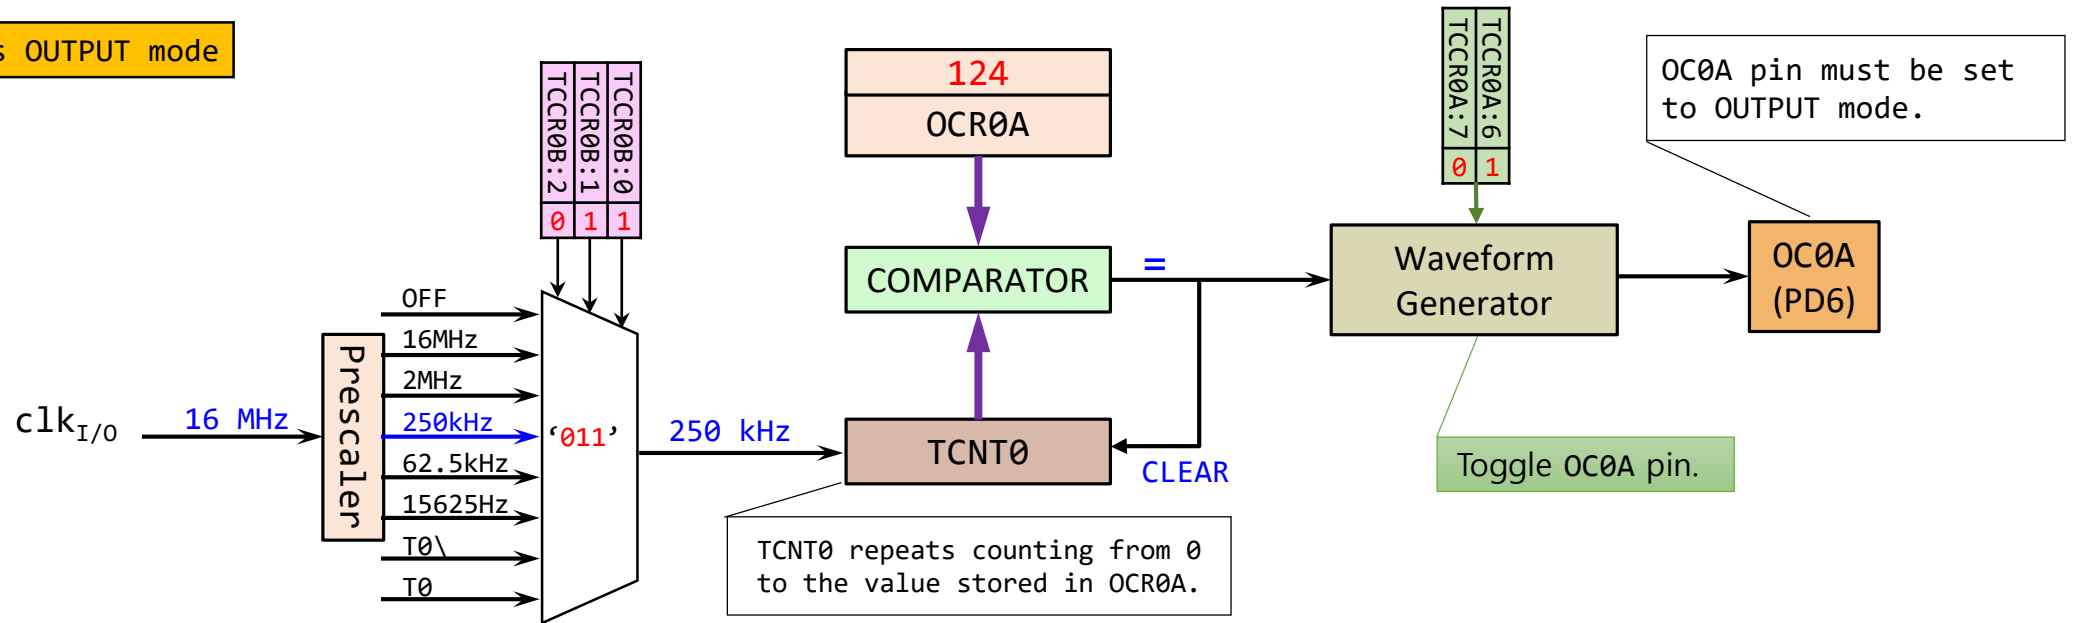 s OUTPUT mode
TCCR0B:2
TCCR0B:1
TCCR0B:0
0 1 1
124
OCR0A
TCCR0A:7
TCCR0A:6
0 1
OC0A pin must be set
to OUTPUT mode.
COMPARATOR
=
Waveform
Generator
OC0A
(PD6)
OFF
16MHz
2MHz
250kHz
62.5kHz
15625Hz
T0\
T0
Prescaler
clkI/O
16 MHz
‘011’
250 kHz
TCNT0
CLEAR
Toggle OC0A pin.
TCNT0 repeats counting from 0
to the value stored in OCR0A.